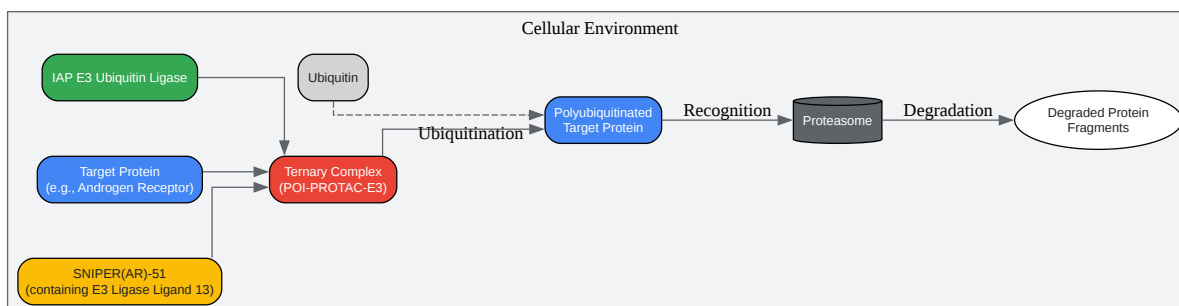 Cellular Environment
IAP E3 Ubiquitin Ligase
Ubiquitin
Polyubiquitinated
Target Protein
Recognition
Proteasome
Degradation
Degraded Protein
Fragments
Ubiquitination
Target Protein
(e.g., Androgen Receptor)
Ternary Complex
(POI-PROTAC-E3)
SNIPER(AR)-51
(containing E3 Ligase Ligand 13)